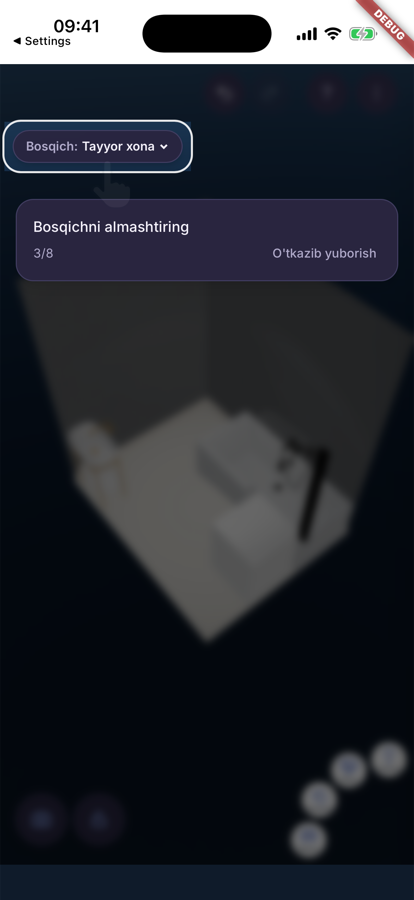 09:41
◀ Settings
DEBUG
Bosqich: Tayyor xona
Bosqichni almashtiring
3/8
O'tkazib yuborish